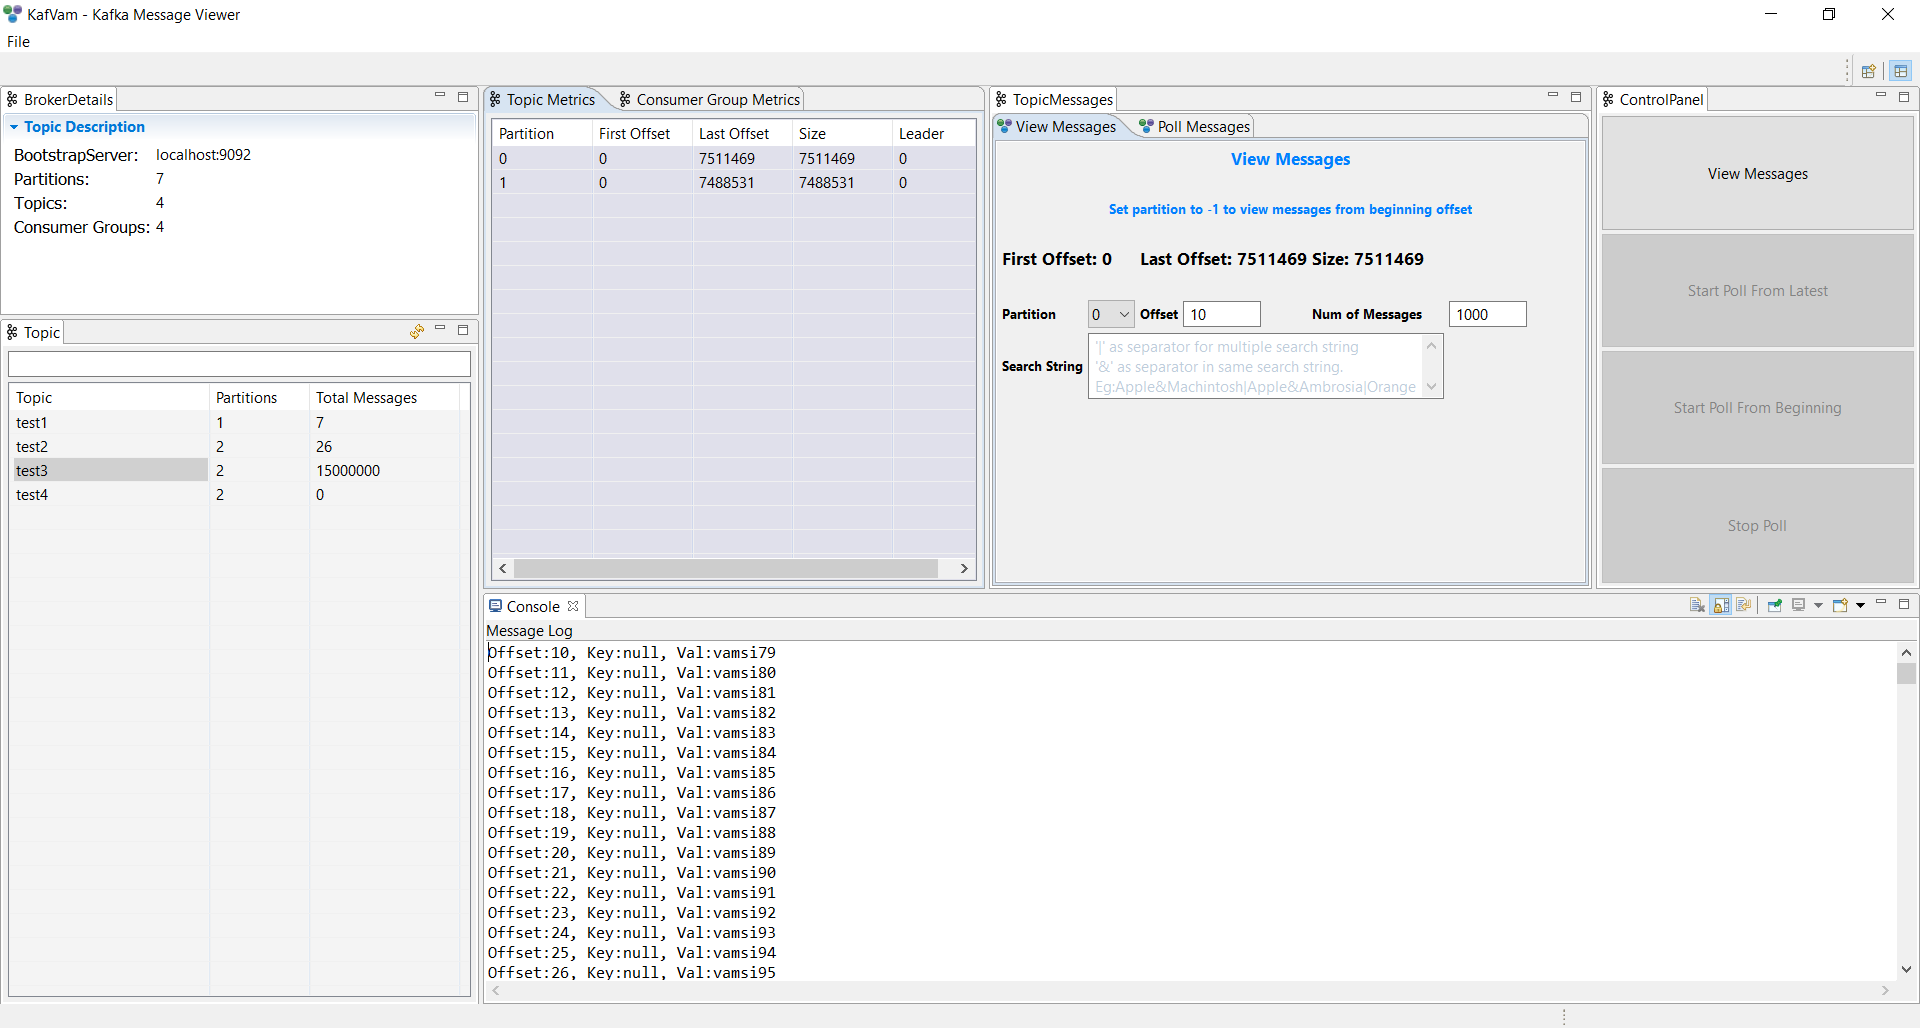 KafVam - Kafka Message Viewer
File
BrokerDetails
Topic Description
BootstrapServer: localhost:9092
Partitions: 7
Topics: 4
Consumer Groups: 4
Topic
Topic Partitions Total Messages
test1 1 7
test2 2 26
test3 2 15000000
test4 2 0
Topic Metrics
Consumer Group Metrics
Partition First Offset Last Offset Size Leader
0 0 7511469 7511469 0
1 0 7488531 7488531 0
TopicMessages
View Messages
Poll Messages
View Messages
Set partition to -1 to view messages from beginning offset
First Offset: 0 Last Offset: 7511469 Size: 7511469
Partition 0 Offset 10 Num of Messages 1000
Search String
'|' as separator for multiple search string
'&' as separator in same search string.
Eg:Apple&Machintosh|Apple&Ambrosia|Orange
ControlPanel
View Messages
Start Poll From Latest
Start Poll From Beginning
Stop Poll
Console
Message Log
Offset:10, Key:null, Val:vamsi79
Offset:11, Key:null, Val:vamsi80
Offset:12, Key:null, Val:vamsi81
Offset:13, Key:null, Val:vamsi82
Offset:14, Key:null, Val:vamsi83
Offset:15, Key:null, Val:vamsi84
Offset:16, Key:null, Val:vamsi85
Offset:17, Key:null, Val:vamsi86
Offset:18, Key:null, Val:vamsi87
Offset:19, Key:null, Val:vamsi88
Offset:20, Key:null, Val:vamsi89
Offset:21, Key:null, Val:vamsi90
Offset:22, Key:null, Val:vamsi91
Offset:23, Key:null, Val:vamsi92
Offset:24, Key:null, Val:vamsi93
Offset:25, Key:null, Val:vamsi94
Offset:26, Key:null, Val:vamsi95